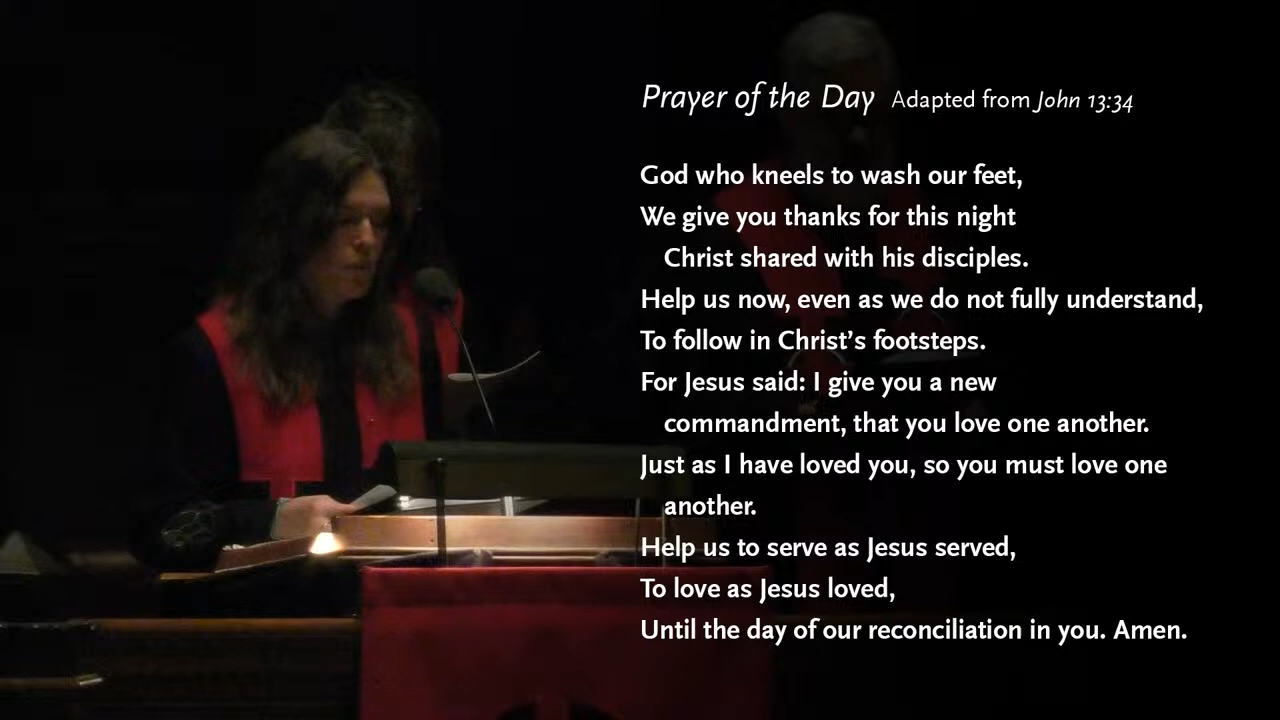 Prayer of the Day Adapted from John 13:34
God who kneels to wash our feet,
We give you thanks for this night
Christ shared with his disciples.
Help us now, even as we do not fully understand,
To follow in Christ’s footsteps.
For Jesus said: I give you a new
commandment, that you love one another.
Just as I have loved you, so you must love one
another.
Help us to serve as Jesus served,
To love as Jesus loved,
Until the day of our reconciliation in you. Amen.